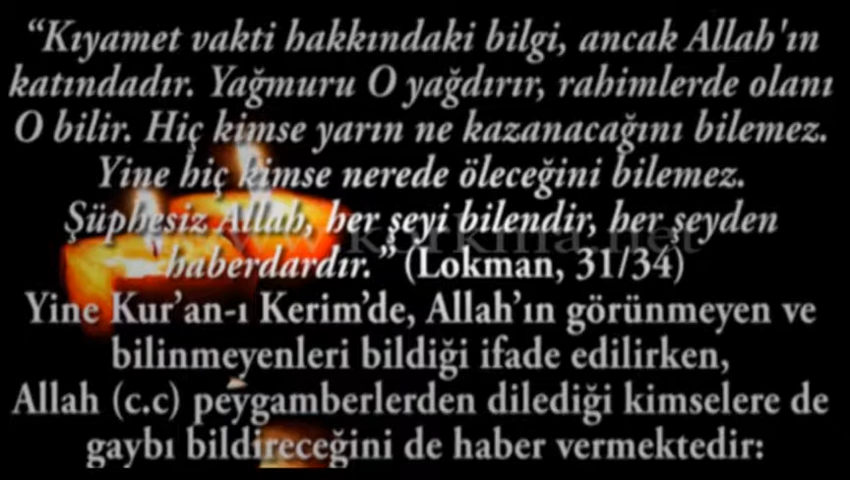 “Kıyamet vakti hakkındaki bilgi, ancak Allah'ın
katındadır. Yağmuru O yağdırır, rahimlerde olanı
O bilir. Hiç kimse yarın ne kazanacağını bilemez.
Yine hiç kimse nerede öleceğini bilemez.
Şüphesiz Allah, her şeyi bilendir, her şeyden
haberdardır.” (Lokman, 31/34)
Yine Kur’an-ı Kerim’de, Allah’ın görünmeyen ve
bilinmeyenleri bildiği ifade edilirken,
Allah (c.c) peygamberlerden dilediği kimselere de
gaybı bildireceğini de haber vermektedir: